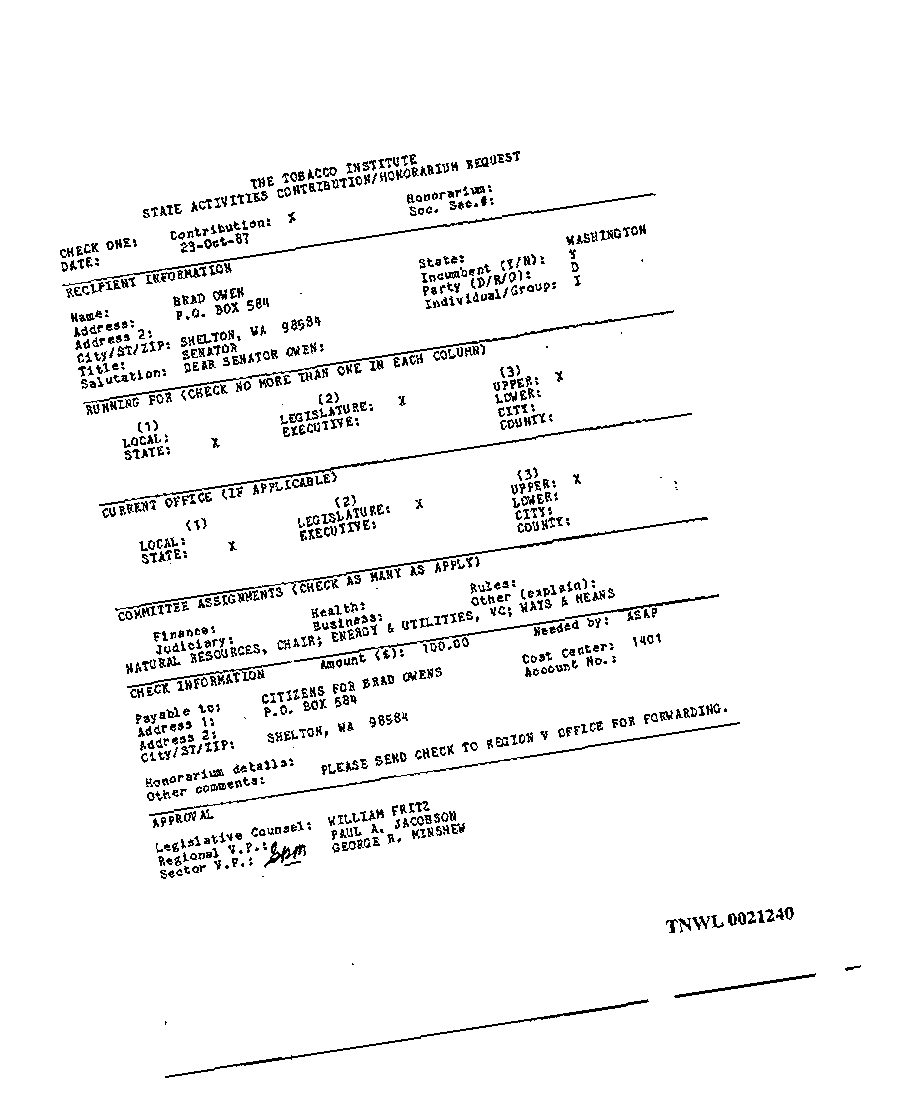 THE TOBACCO INSTITUTE
STATE ACTIVITIES CONTRIBUTION/HONORARIUM REQUEST
CHECK ONE: Contribution: X Honorarium:
DATE: 23-Oct-87 Soc. Sec.#:
RECIPIENT INFORMATION
Name: BRAD OWEN State: WASHINGTON
Address: P.O. BOX 584 Incumbent (Y/N): Y
Address 2: Party (D/R/O): D
City/ST/ZIP: SHELTON, WA 98584 Individual/Group: I
Title: SENATOR
Salutation: DEAR SENATOR OWEN:
RUNNING FOR (CHECK NO MORE THAN ONE IN EACH COLUMN)
(1) (2) (3)
LOCAL: LEGISLATURE: X UPPER: X
STATE: X EXECUTIVE: LOWER:
CITY:
COUNTY:
CURRENT OFFICE (IF APPLICABLE)
(1) (2) (3)
LOCAL: LEGISLATURE: X UPPER: X
STATE: X EXECUTIVE: LOWER:
CITY:
COUNTY:
COMMITTEE ASSIGNMENTS (CHECK AS MANY AS APPLY)
Finance: Health: Rules:
Judiciary: Business: Other (explain):
NATURAL RESOURCES, CHAIR; ENERGY & UTILITIES, VC; WAYS & MEANS
CHECK INFORMATION Amount ($): 100.00 Needed by: ASAP
Payable to: CITIZENS FOR BRAD OWENS Cost Center: 1401
Address 1: P.O. BOX 584 Account No.:
Address 2:
City/ST/ZIP: SHELTON, WA 98584
Honorarium details:
Other comments: PLEASE SEND CHECK TO REGION V OFFICE FOR FORWARDING.
APPROVAL
Legislative Counsel: WILLIAM FRITZ
Regional V.P.: PAUL A. JACOBSON
Sector V.P.: GEORGE R. MINSHEW
TNWL 0021240